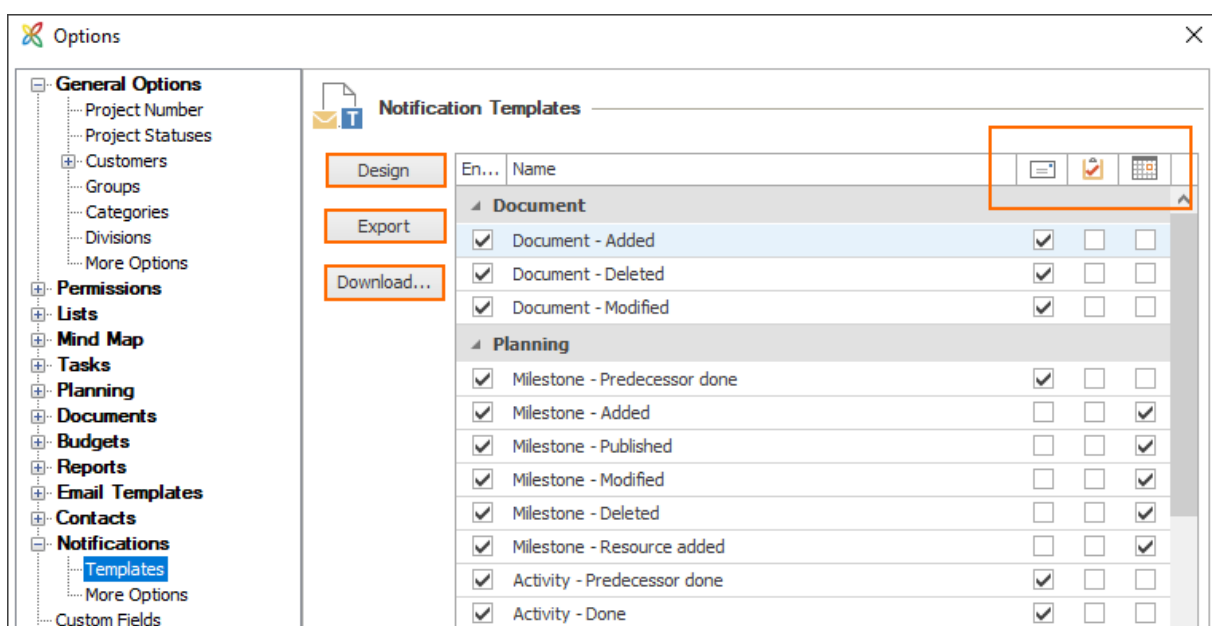 Options
General Options
Project Number
Project Statuses
Customers
Groups
Categories
Divisions
More Options
Permissions
Lists
Mind Map
Tasks
Planning
Documents
Budgets
Reports
Email Templates
Contacts
Notifications
Templates
More Options
Custom Fields
T
Notification Templates
Design
Export
Download...
En... Name
Document
Document - Added
Document - Deleted
Document - Modified
Planning
Milestone - Predecessor done
Milestone - Added
Milestone - Published
Milestone - Modified
Milestone - Deleted
Milestone - Resource added
Activity - Predecessor done
Activity - Done